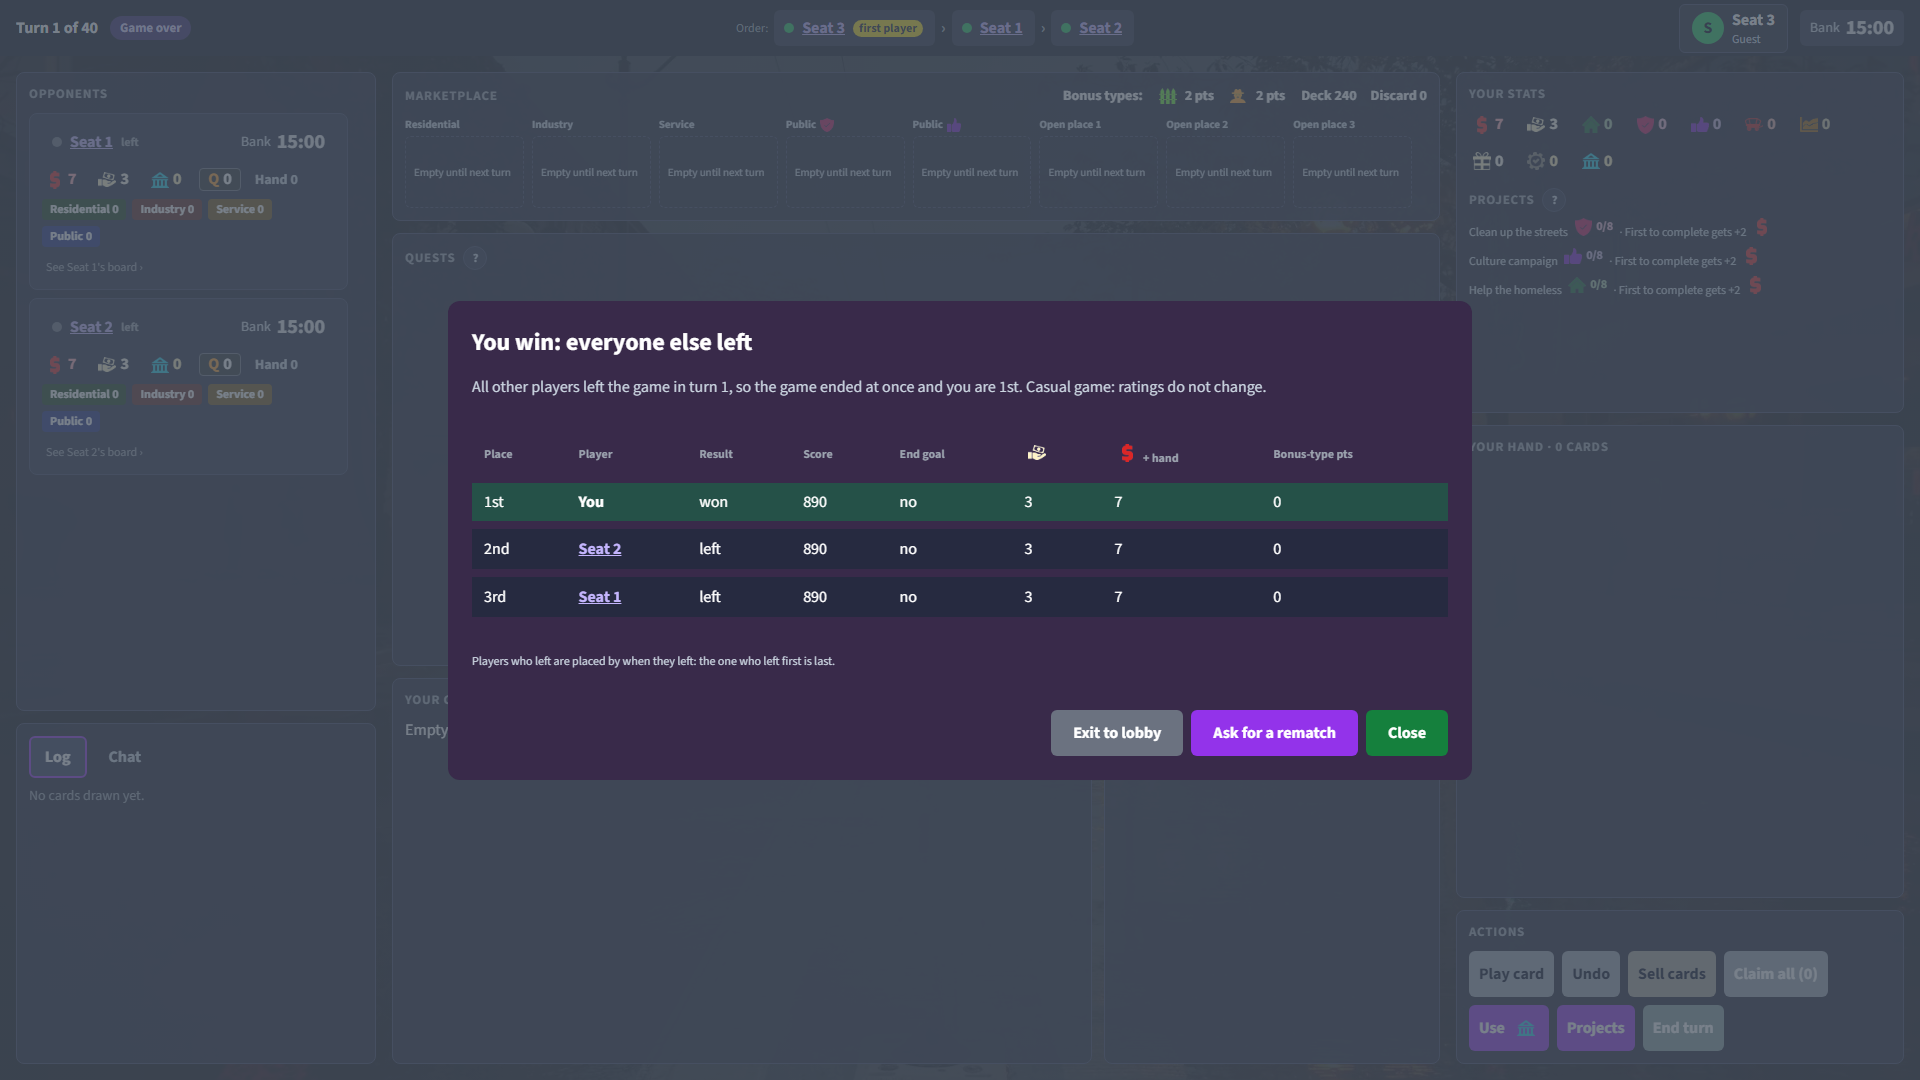 Turn 1 of 40 Game over
Order: Seat 3 first player › Seat 1 › Seat 2
S Seat 3
Guest
Bank 15:00
OPPONENTS
Seat 1 left Bank 15:00
7 3 0 Q 0 Hand 0
Residential 0 Industry 0 Service 0
Public 0
See Seat 1's board ›
Seat 2 left Bank 15:00
7 3 0 Q 0 Hand 0
Residential 0 Industry 0 Service 0
Public 0
See Seat 2's board ›
Log Chat
No cards drawn yet.
MARKETPLACE Bonus types: 2 pts 2 pts Deck 240 Discard 0
Residential Industry Service Public Public Open place 1 Open place 2 Open place 3
Empty until next turn Empty until next turn Empty until next turn Empty until next turn Empty until next turn Empty until next turn Empty until next turn Empty until next turn
QUESTS ?
You win: everyone else left
All other players left the game in turn 1, so the game ended at once and you are 1st. Casual game: ratings do not change.
Place Player Result Score End goal + hand Bonus-type pts
1st You won 890 no 3 7 0
2nd Seat 2 left 890 no 3 7 0
3rd Seat 1 left 890 no 3 7 0
Players who left are placed by when they left: the one who left first is last.
Exit to lobby Ask for a rematch Close
YOUR
Empty
YOUR STATS
7 3 0 0 0 0 0
0 0 0
PROJECTS ?
Clean up the streets 0/8 · First to complete gets +2
Culture campaign 0/8 · First to complete gets +2
Help the homeless 0/8 · First to complete gets +2
YOUR HAND · 0 CARDS
ACTIONS
Play card Undo Sell cards Claim all (0)
Use Projects End turn